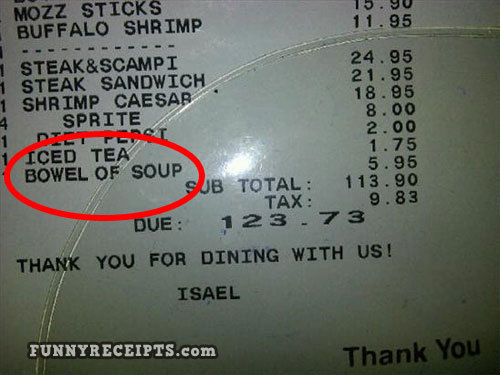 MOZZ STICKS 15.90
BUFFALO SHRIMP 11.95
------------
1 STEAK&SCAMPI 24.95
1 STEAK SANDWICH 21.95
1 SHRIMP CAESAR 18.95
4 SPRITE 8.00
1 DIET PEPSI 2.00
1 ICED TEA 1.75
1 BOWEL OF SOUP 5.95
SUB TOTAL: 113.90
TAX: 9.83
DUE: 123.73
THANK YOU FOR DINING WITH US!
ISAEL
Thank You
FUNNYRECEIPTS.com